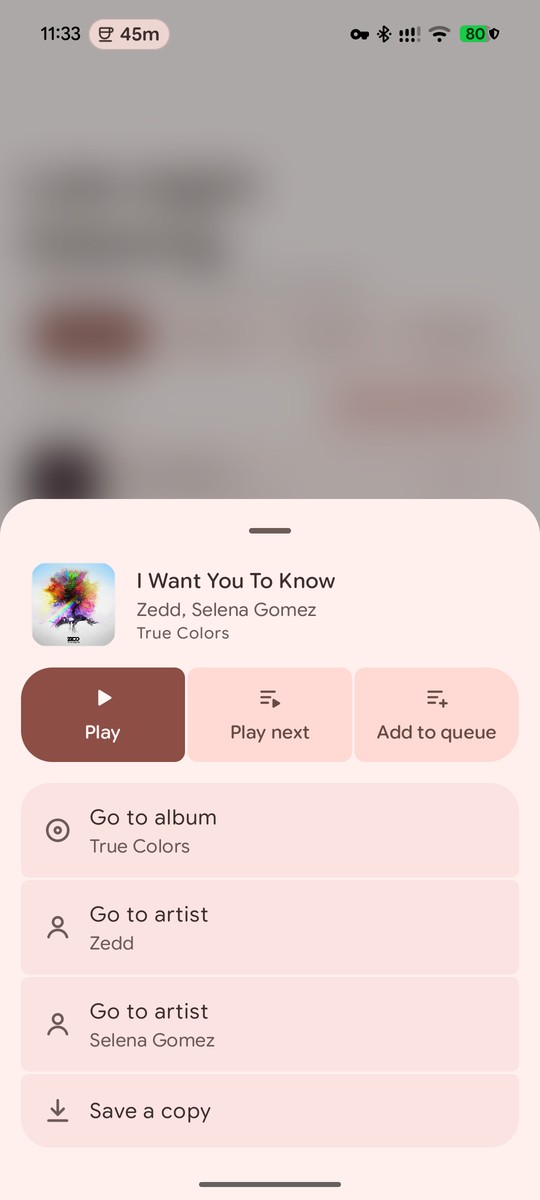 11:33 45m 80
I Want You To Know
Zedd, Selena Gomez
True Colors
Play
Play next
Add to queue
Go to album
True Colors
Go to artist
Zedd
Go to artist
Selena Gomez
Save a copy